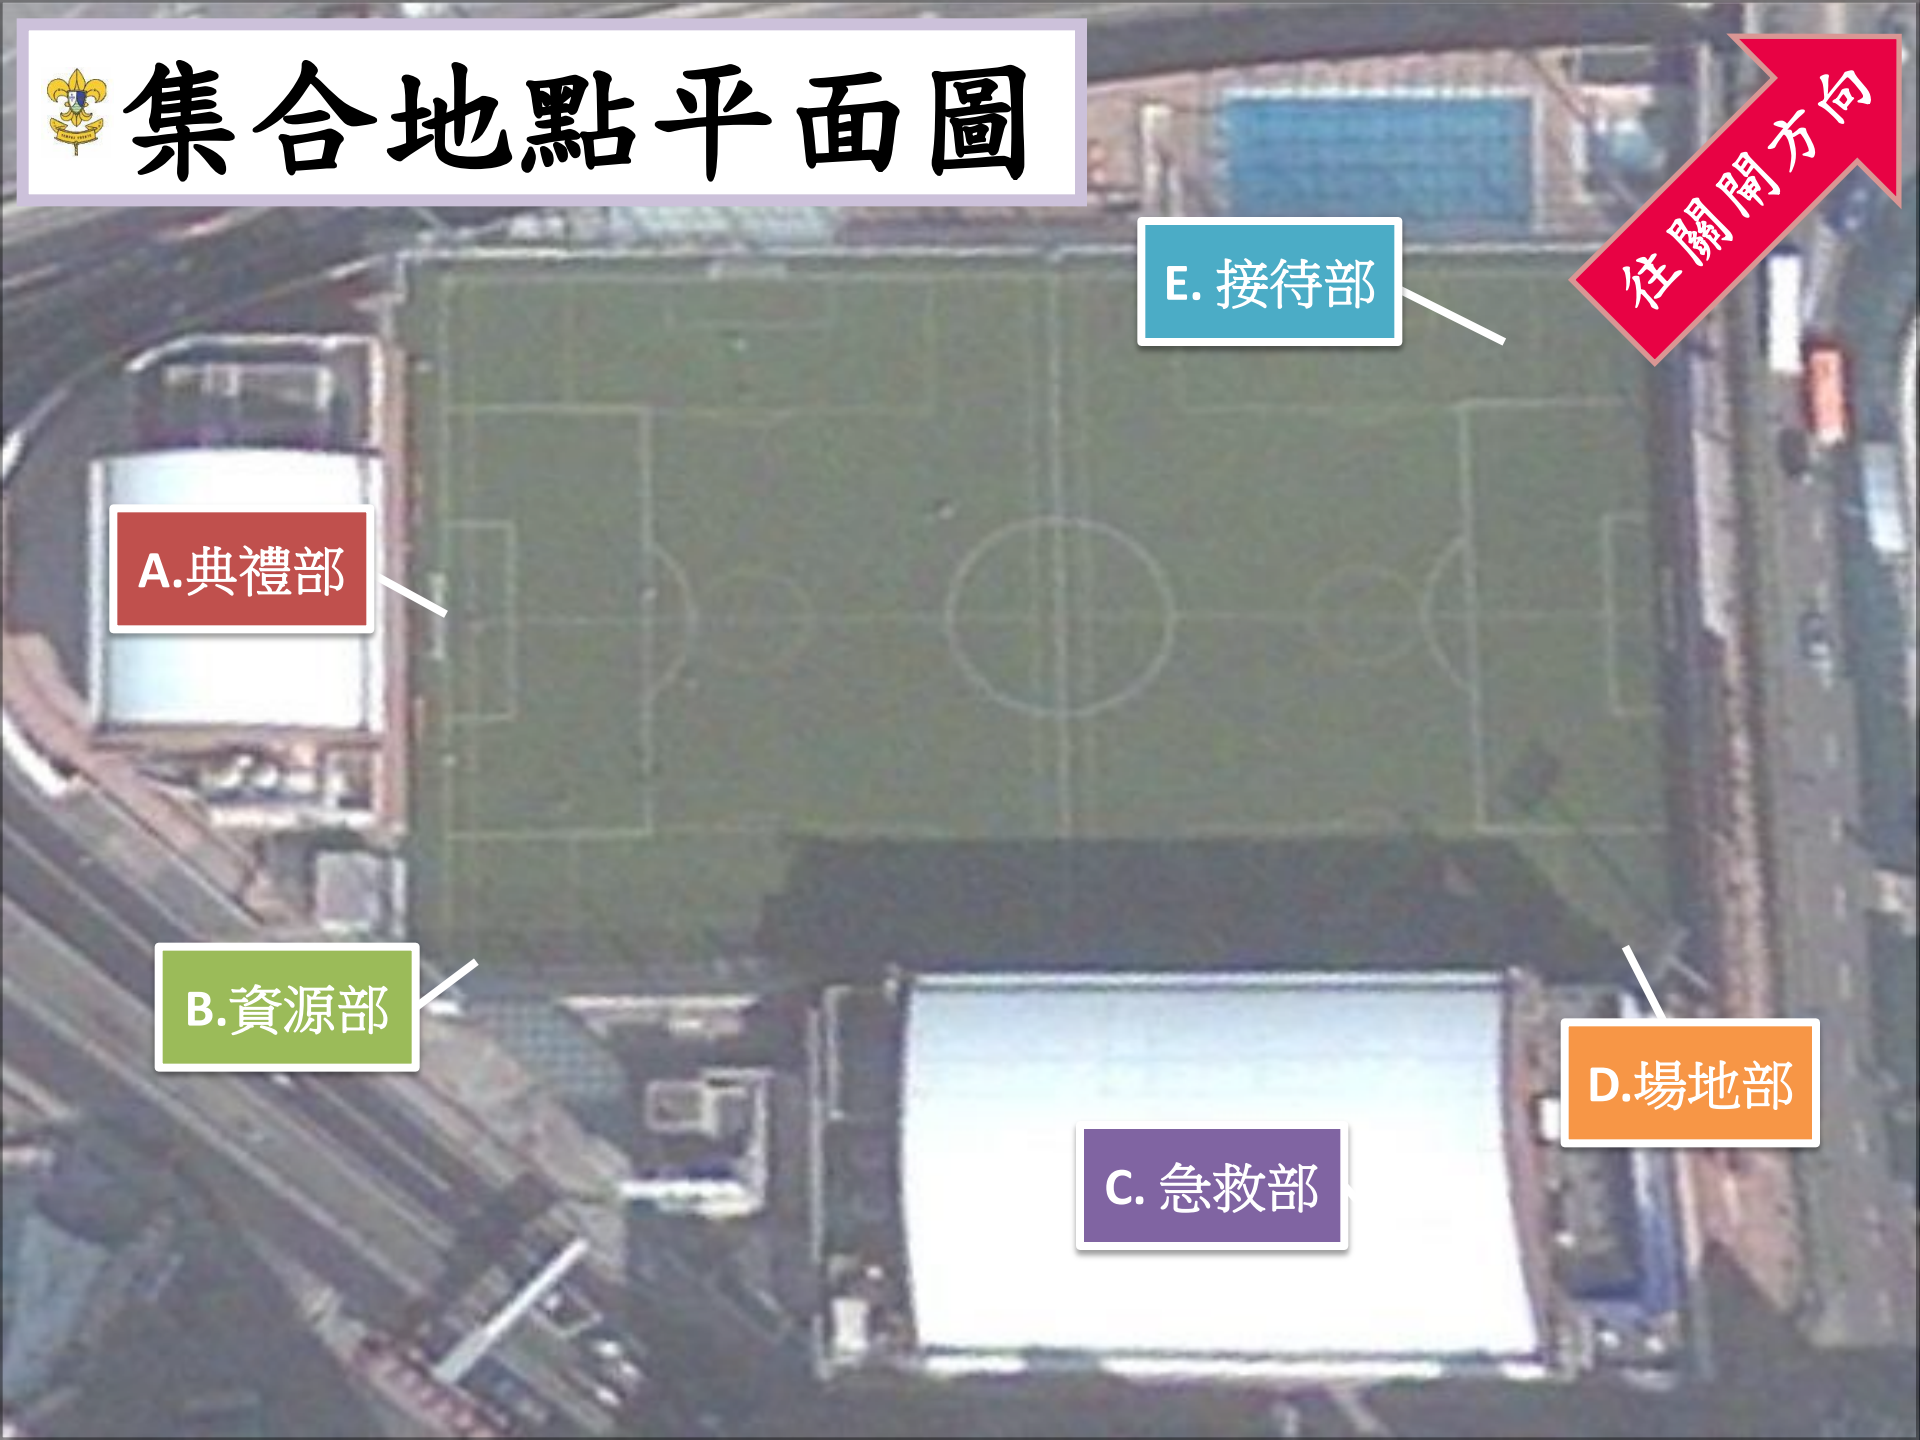 集合地點平面圖
往關閘方向
E. 接待部
A.典禮部
B.資源部
D.場地部
C. 急救部